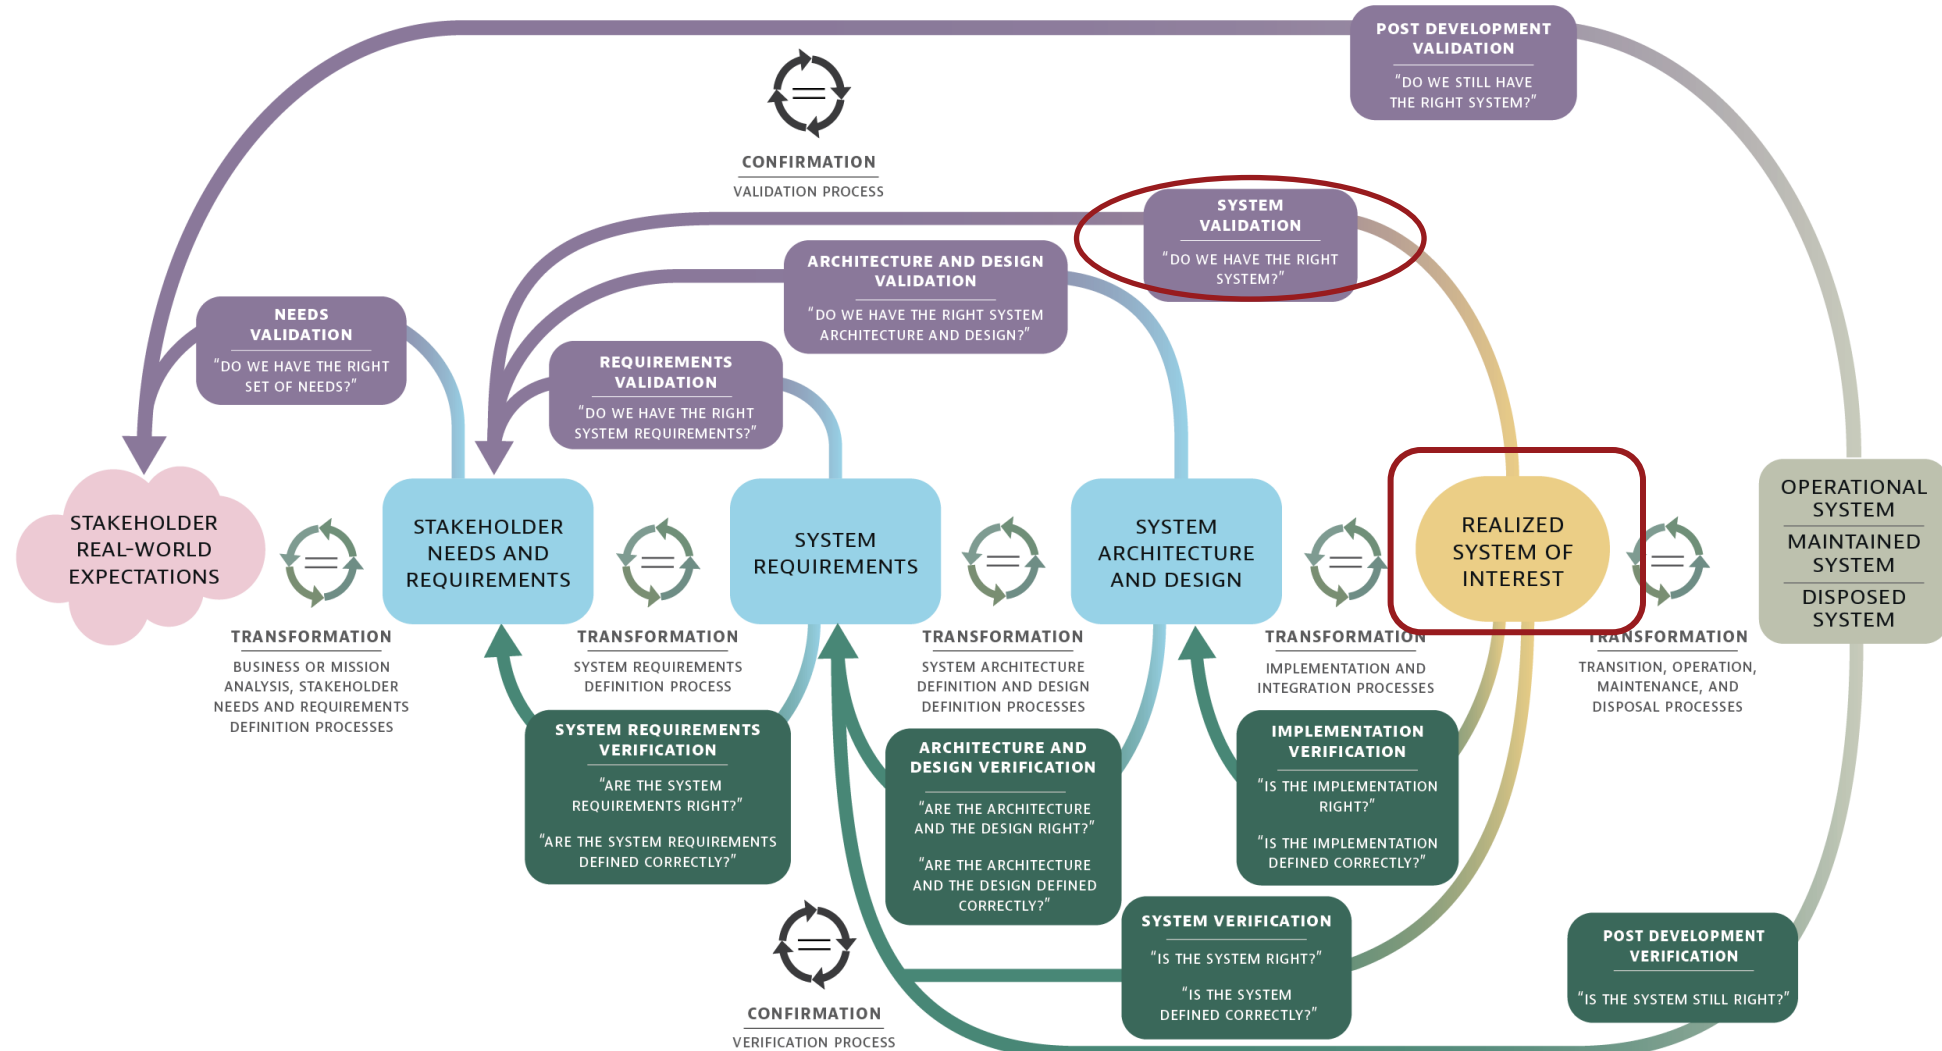 POST DEVELOPMENT
VALIDATION
“DO WE STILL HAVE
THE RIGHT SYSTEM?”
CONFIRMATION
VALIDATION PROCESS
SYSTEM
VALIDATION
“DO WE HAVE THE RIGHT
SYSTEM?”
ARCHITECTURE AND DESIGN
VALIDATION
“DO WE HAVE THE RIGHT SYSTEM
ARCHITECTURE AND DESIGN?”
NEEDS
VALIDATION
“DO WE HAVE THE RIGHT
SET OF NEEDS?”
REQUIREMENTS
VALIDATION
“DO WE HAVE THE RIGHT
SYSTEM REQUIREMENTS?”
STAKEHOLDER
REAL-WORLD
EXPECTATIONS
STAKEHOLDER
NEEDS AND
REQUIREMENTS
SYSTEM
REQUIREMENTS
SYSTEM
ARCHITECTURE
AND DESIGN
REALIZED
SYSTEM OF
INTEREST
OPERATIONAL
SYSTEM
MAINTAINED
SYSTEM
DISPOSED
SYSTEM
TRANSFORMATION
BUSINESS OR MISSION
ANALYSIS, STAKEHOLDER
NEEDS AND REQUIREMENTS
DEFINITION PROCESSES
TRANSFORMATION
SYSTEM REQUIREMENTS
DEFINITION PROCESS
TRANSFORMATION
SYSTEM ARCHITECTURE
DEFINITION AND DESIGN
DEFINITION PROCESSES
TRANSFORMATION
IMPLEMENTATION AND
INTEGRATION PROCESSES
TRANSFORMATION
TRANSITION, OPERATION,
MAINTENANCE, AND
DISPOSAL PROCESSES
SYSTEM REQUIREMENTS
VERIFICATION
“ARE THE SYSTEM
REQUIREMENTS RIGHT?”
“ARE THE SYSTEM REQUIREMENTS
DEFINED CORRECTLY?”
ARCHITECTURE AND
DESIGN VERIFICATION
“ARE THE ARCHITECTURE
AND THE DESIGN RIGHT?”
“ARE THE ARCHITECTURE
AND THE DESIGN DEFINED
CORRECTLY?”
IMPLEMENTATION
VERIFICATION
“IS THE IMPLEMENTATION
RIGHT?”
“IS THE IMPLEMENTATION
DEFINED CORRECTLY?”
SYSTEM VERIFICATION
“IS THE SYSTEM RIGHT?”
“IS THE SYSTEM
DEFINED CORRECTLY?”
POST DEVELOPMENT
VERIFICATION
“IS THE SYSTEM STILL RIGHT?”
CONFIRMATION
VERIFICATION PROCESS